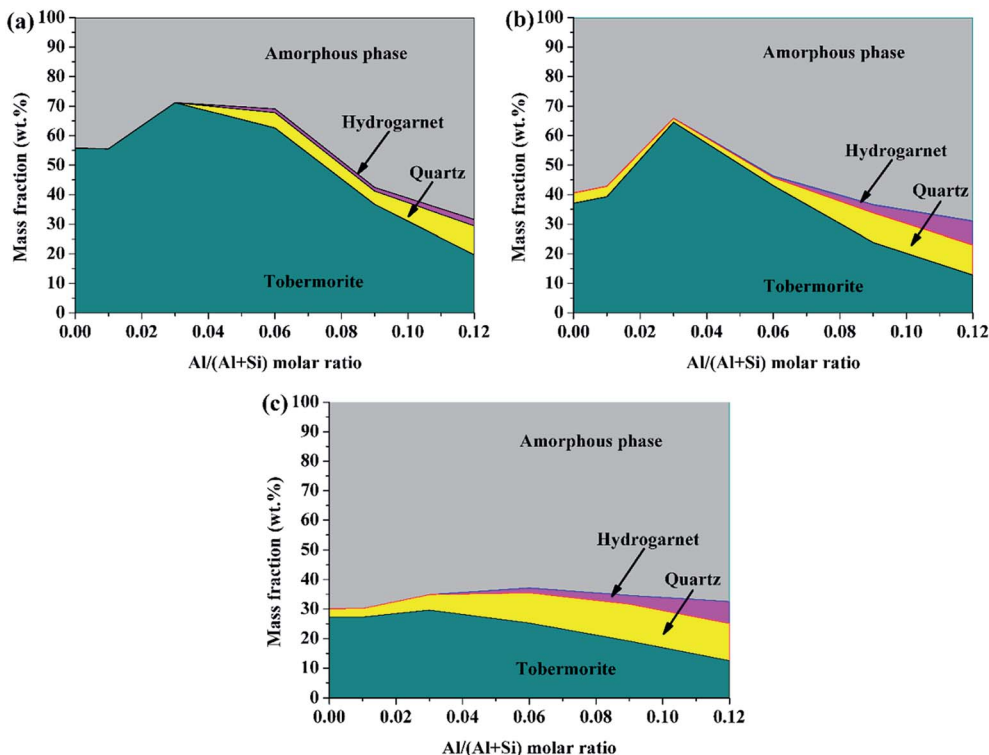 (a)
100
90
80
70
60
50
40
30
20
10
0
Mass fraction (wt.%)
Amorphous phase
Hydrogarnet
Quartz
Tobermorite
0.00 0.02 0.04 0.06 0.08 0.10 0.12
Al/(Al+Si) molar ratio
(b)
100
90
80
70
60
50
40
30
20
10
0
Mass fraction (wt.%)
Amorphous phase
Hydrogarnet
Quartz
Tobermorite
0.00 0.02 0.04 0.06 0.08 0.10 0.12
Al/(Al+Si) molar ratio
(c)
100
90
80
70
60
50
40
30
20
10
0
Mass fraction (wt.%)
Amorphous phase
Hydrogarnet
Quartz
Tobermorite
0.00 0.02 0.04 0.06 0.08 0.10 0.12
Al/(Al+Si) molar ratio